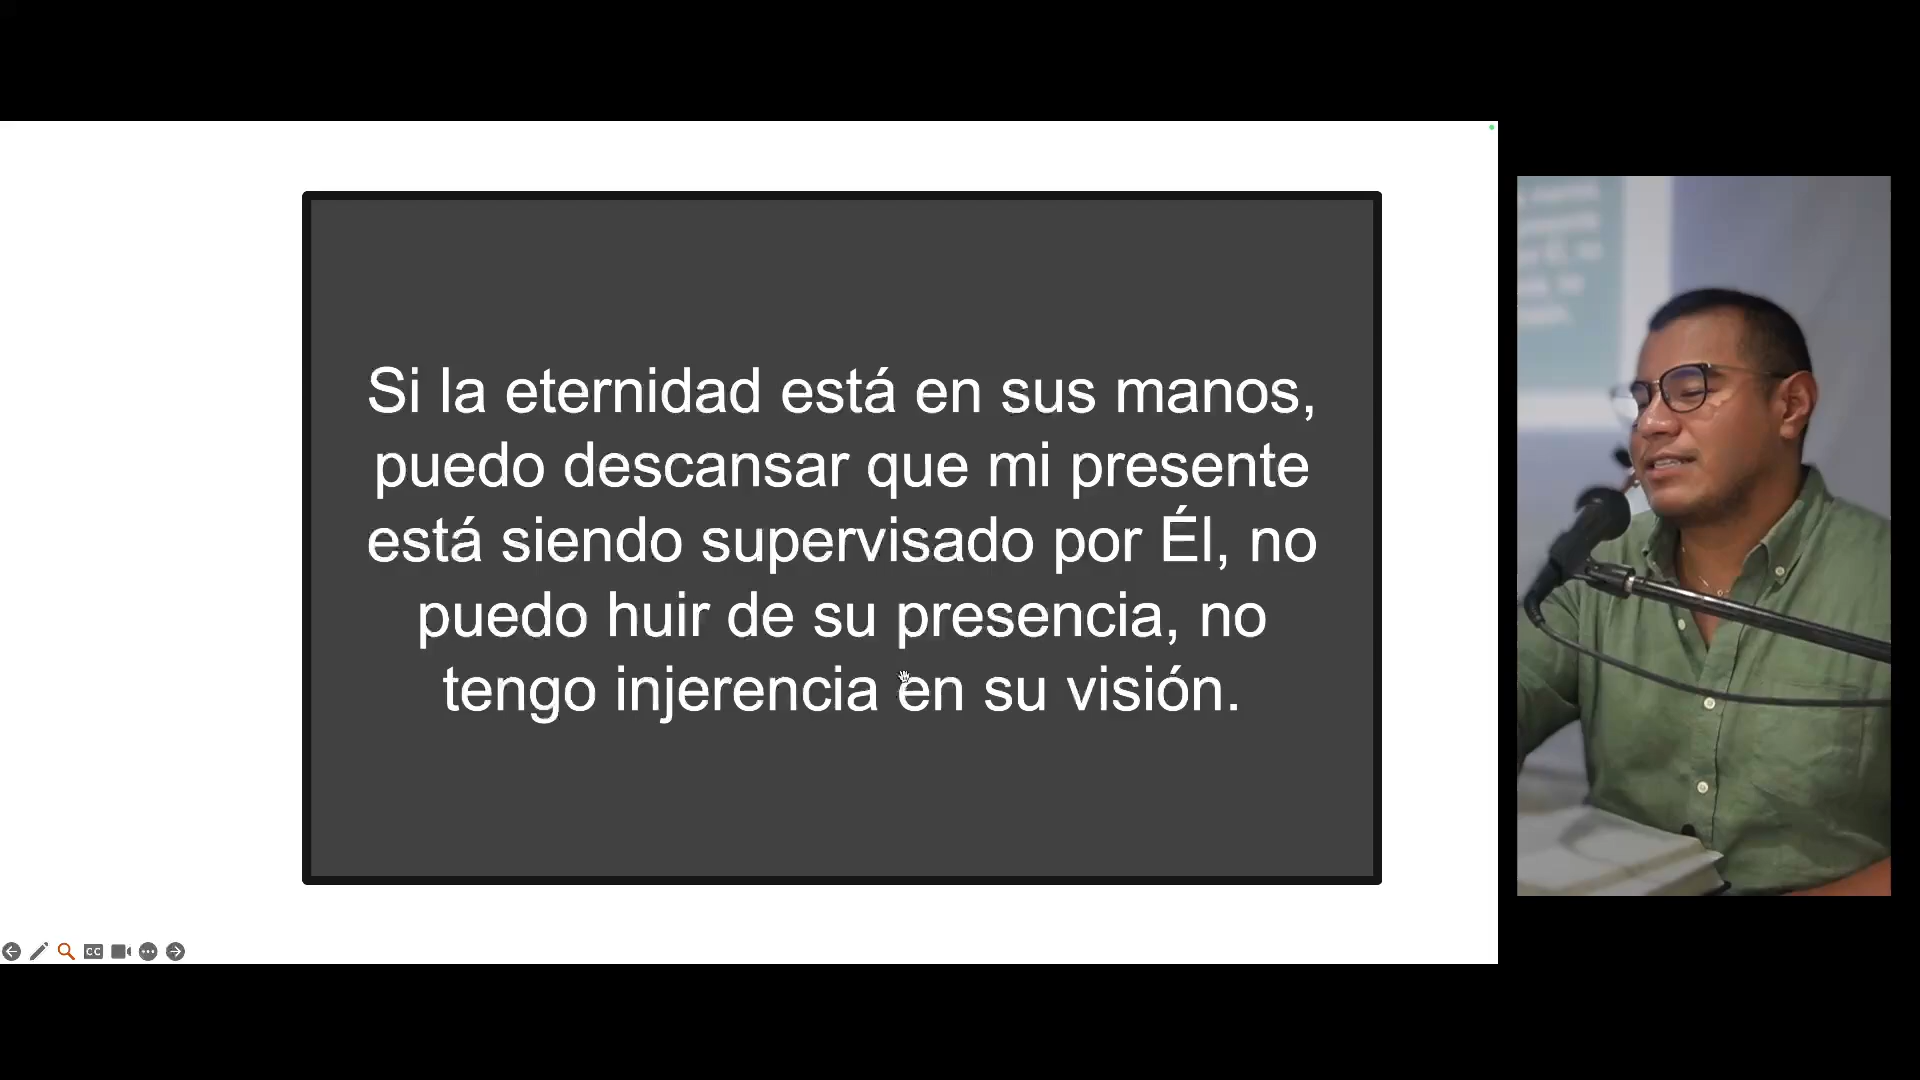 Si la eternidad está en sus manos,
puedo descansar que mi presente
está siendo supervisado por Él, no
puedo huir de su presencia, no
tengo injerencia en su visión.
CC